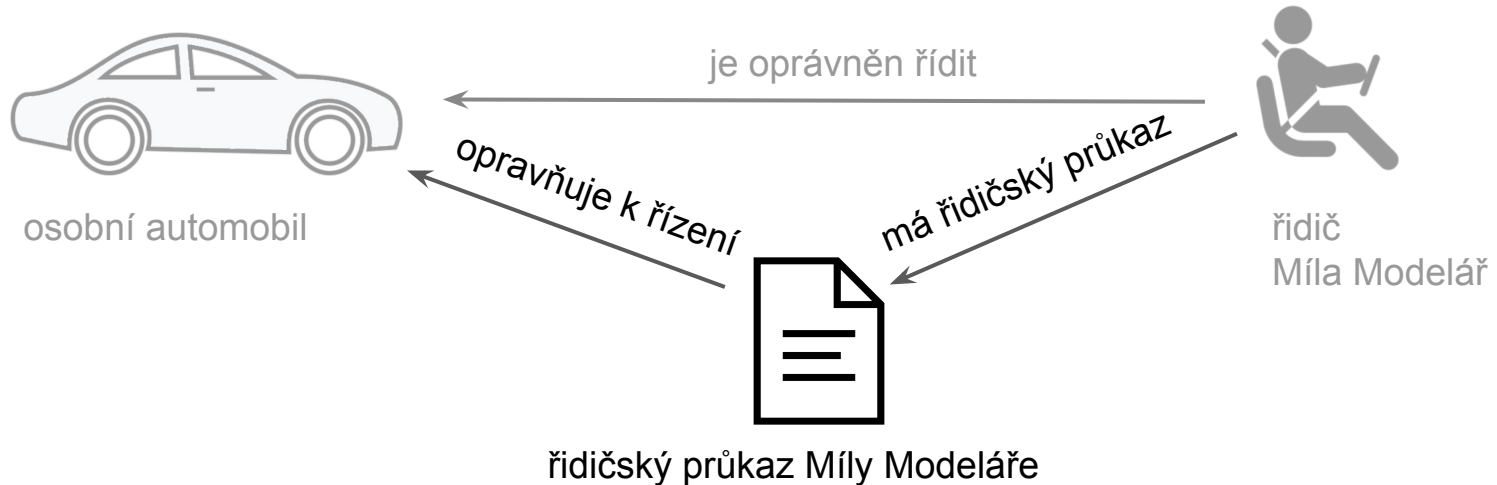 je oprávněn řídit
opravňuje k řízení
má řidičský průkaz
osobní automobil
řidič
Míla Modelář
řidičský průkaz Míly Modeláře